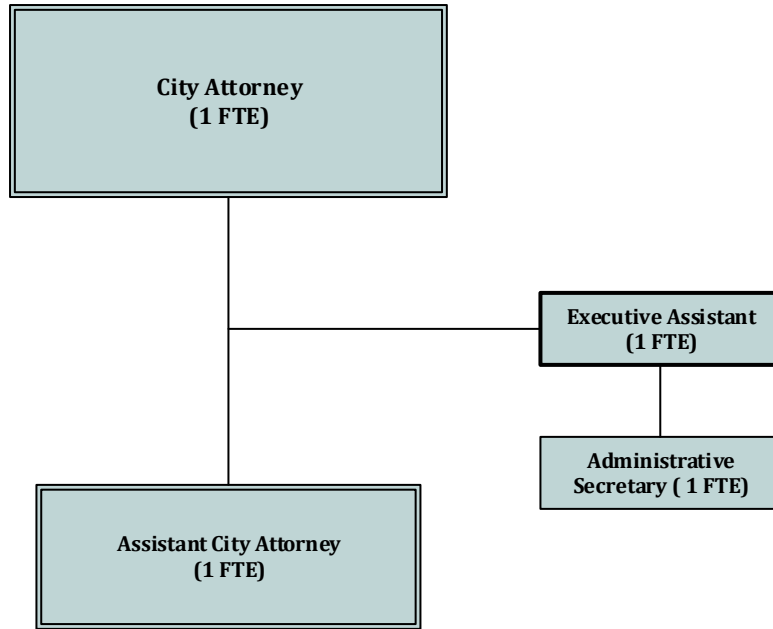 City Attorney
(1 FTE)
Executive Assistant
(1 FTE)
Administrative
Secretary ( 1 FTE)
Assistant City Attorney
(1 FTE)